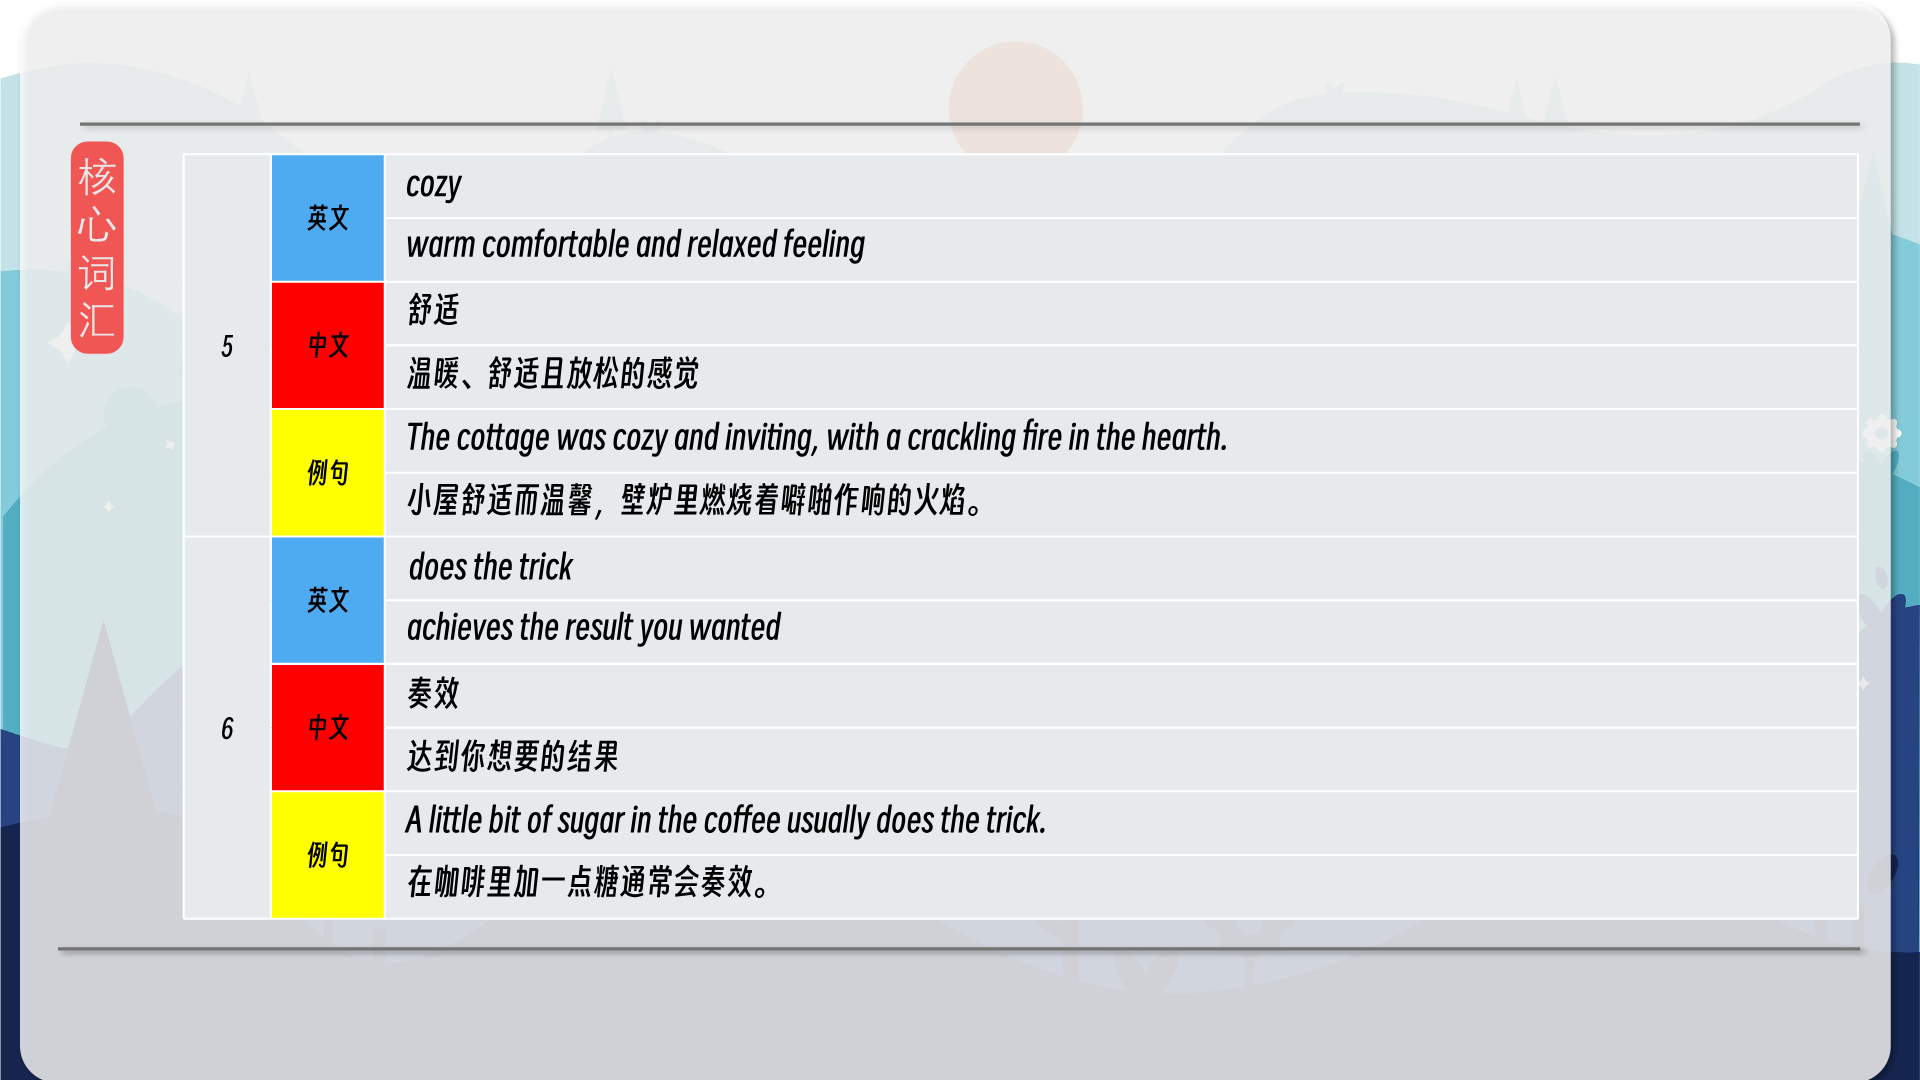 核
心
词
汇
5
英文
cozy
warm comfortable and relaxed feeling
中文
舒适
温暖、舒适且放松的感觉
例句
The cottage was cozy and inviting, with a crackling fire in the hearth.
小屋舒适而温馨，壁炉里燃烧着噼啪作响的火焰。
6
英文
does the trick
achieves the result you wanted
中文
奏效
达到你想要的结果
例句
A little bit of sugar in the coffee usually does the trick.
在咖啡里加一点糖通常会奏效。